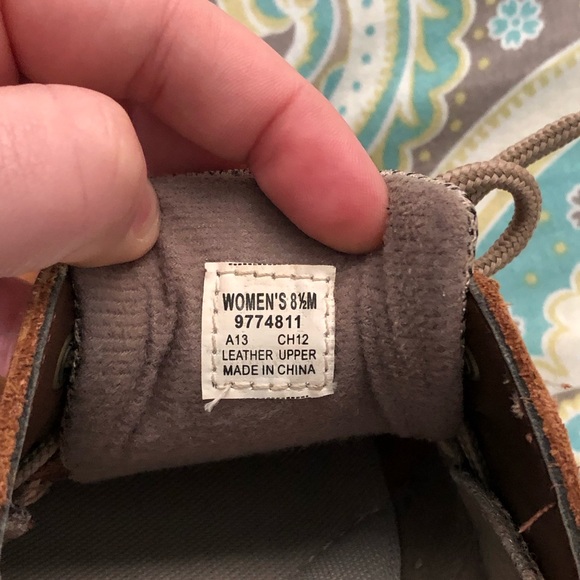 WOMEN'S 8½M
9774811
A13 CH12
LEATHER UPPER
MADE IN CHINA